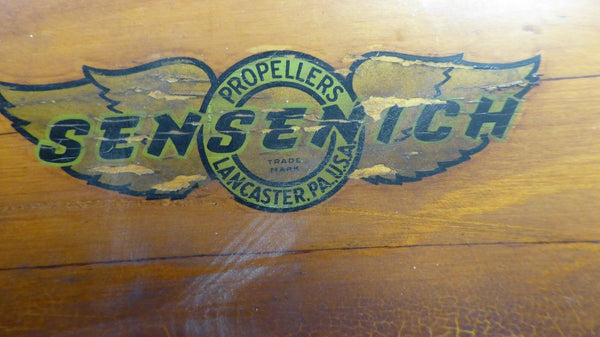 PROPELLERS
SENSENICH
TRADE
MARK
LANCASTER, PA. U.S.A.